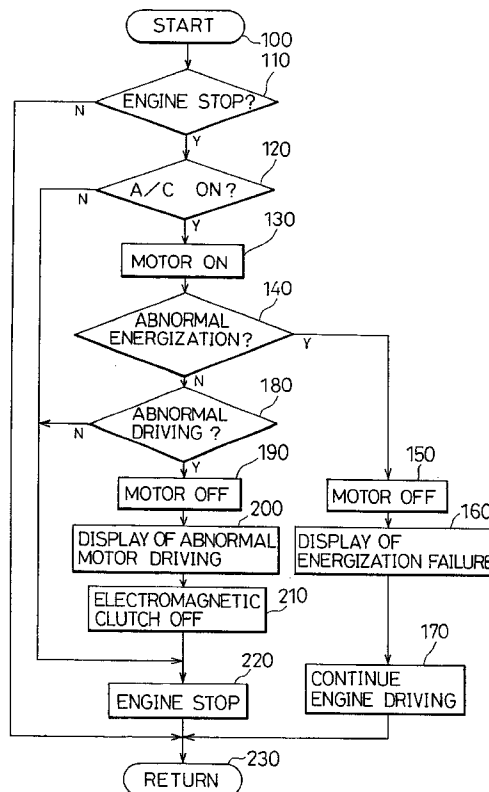 START
100
110
ENGINE STOP?
N
Y
120
A/C ON?
N
Y
130
MOTOR ON
140
ABNORMAL
ENERGIZATION?
Y
N
180
ABNORMAL
DRIVING?
N
Y
190
MOTOR OFF
150
MOTOR OFF
200
DISPLAY OF ABNORMAL
MOTOR DRIVING
160
DISPLAY OF
ENERGIZATION FAILURE
210
ELECTROMAGNETIC
CLUTCH OFF
220
ENGINE STOP
170
CONTINUE
ENGINE DRIVING
230
RETURN